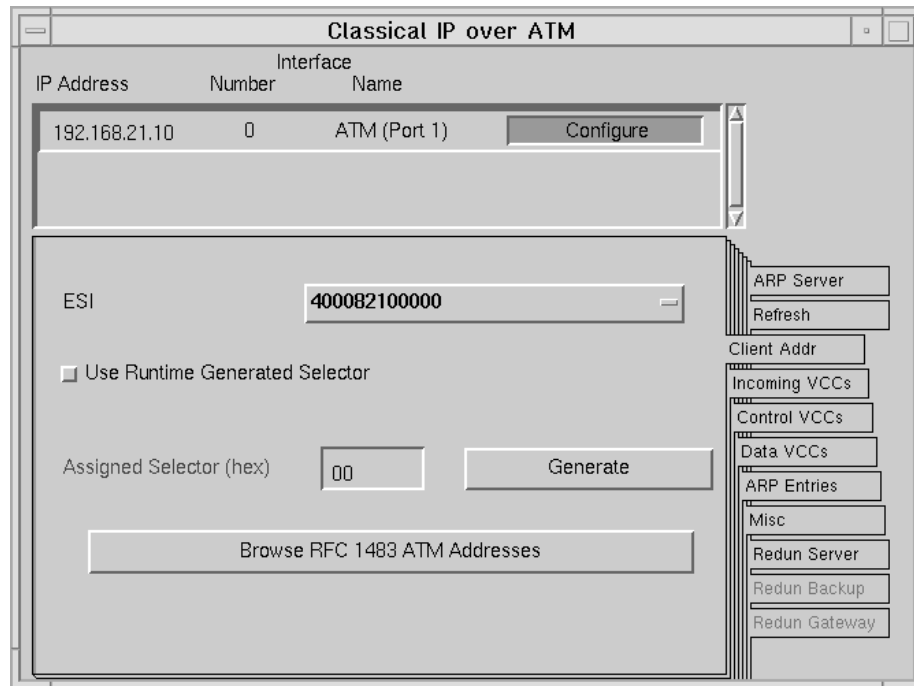 Classical IP over ATM
Interface
IP Address Number Name
192.168.21.10 0 ATM (Port 1) Configure
ESI 400082100000
Use Runtime Generated Selector
Assigned Selector (hex) 00 Generate
Browse RFC 1483 ATM Addresses
ARP Server
Refresh
Client Addr
Incoming VCCs
Control VCCs
Data VCCs
ARP Entries
Misc
Redun Server
Redun Backup
Redun Gateway